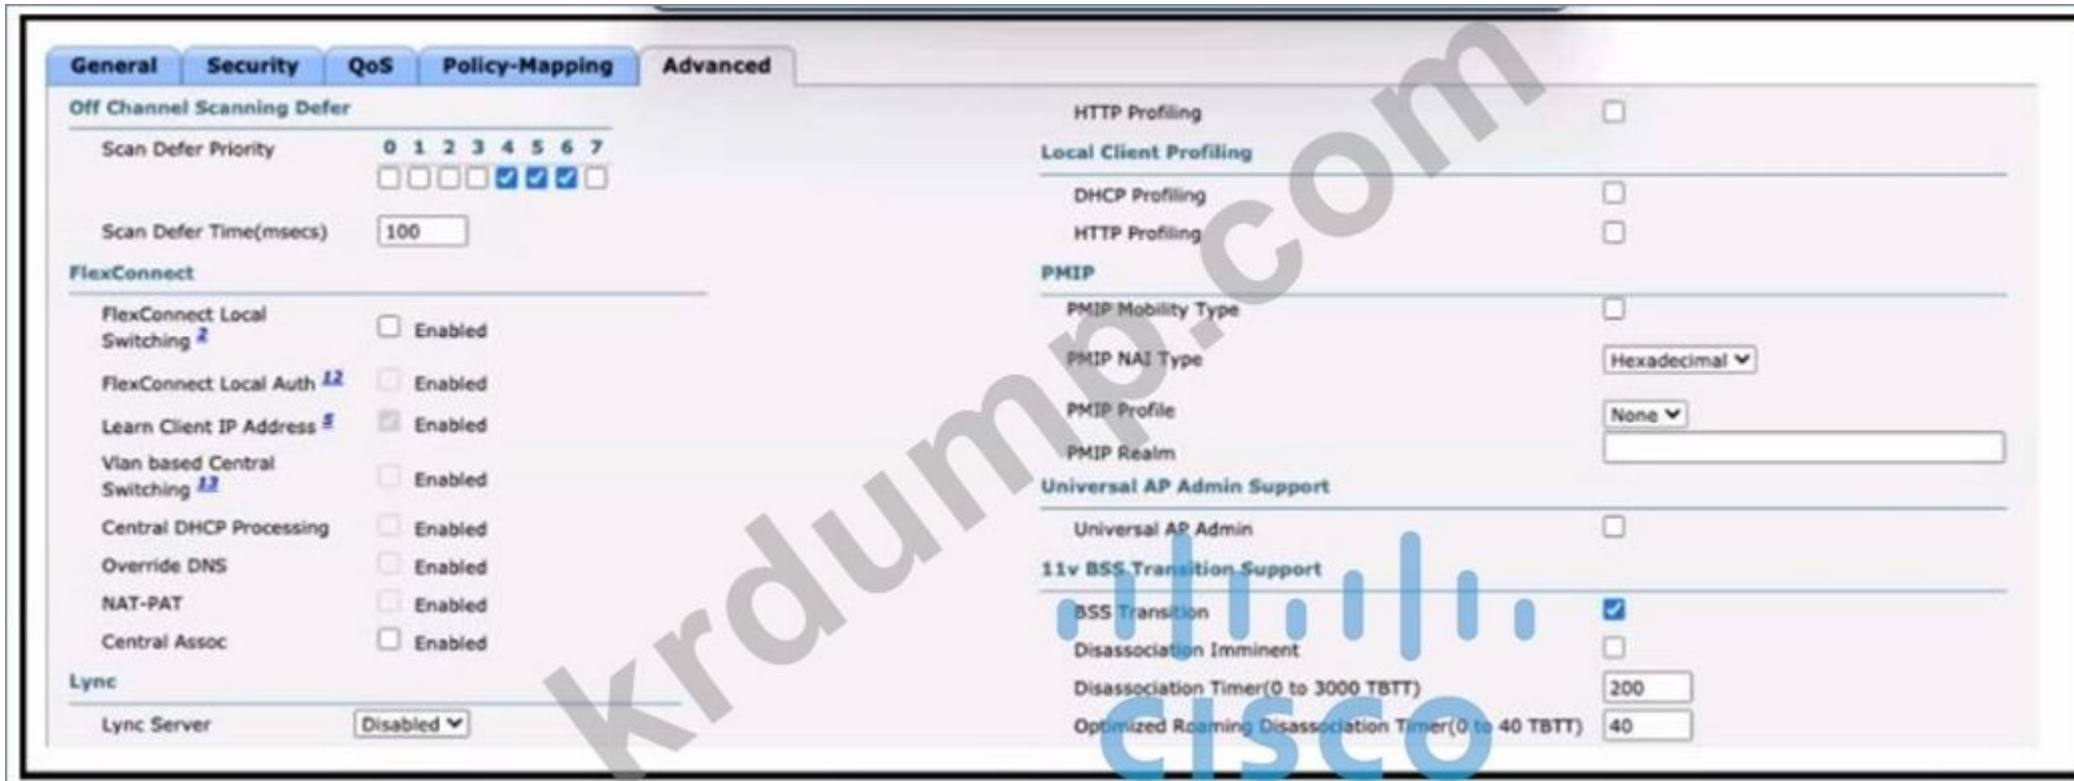 General Security QoS Policy-Mapping Advanced
Off Channel Scanning Defer
Scan Defer Priority 0 1 2 3 4 5 6 7
Scan Defer Time(msecs) 100
FlexConnect
FlexConnect Local
Switching 2 Enabled
FlexConnect Local Auth 12 Enabled
Learn Client IP Address 5 Enabled
Vlan based Central
Switching 13 Enabled
Central DHCP Processing Enabled
Override DNS Enabled
NAT-PAT Enabled
Central Assoc Enabled
Lync
Lync Server Disabled
HTTP Profiling
Local Client Profiling
DHCP Profiling
HTTP Profiling
PMIP
PMIP Mobility Type
PMIP NAI Type Hexadecimal
PMIP Profile None
PMIP Realm
Universal AP Admin Support
Universal AP Admin
11v BSS Transition Support
BSS Transition
Disassociation Imminent
Disassociation Timer(0 to 3000 TBTT) 200
Optimized Roaming Disassociation Timer(0 to 40 TBTT) 40
krdump.com
CISCO